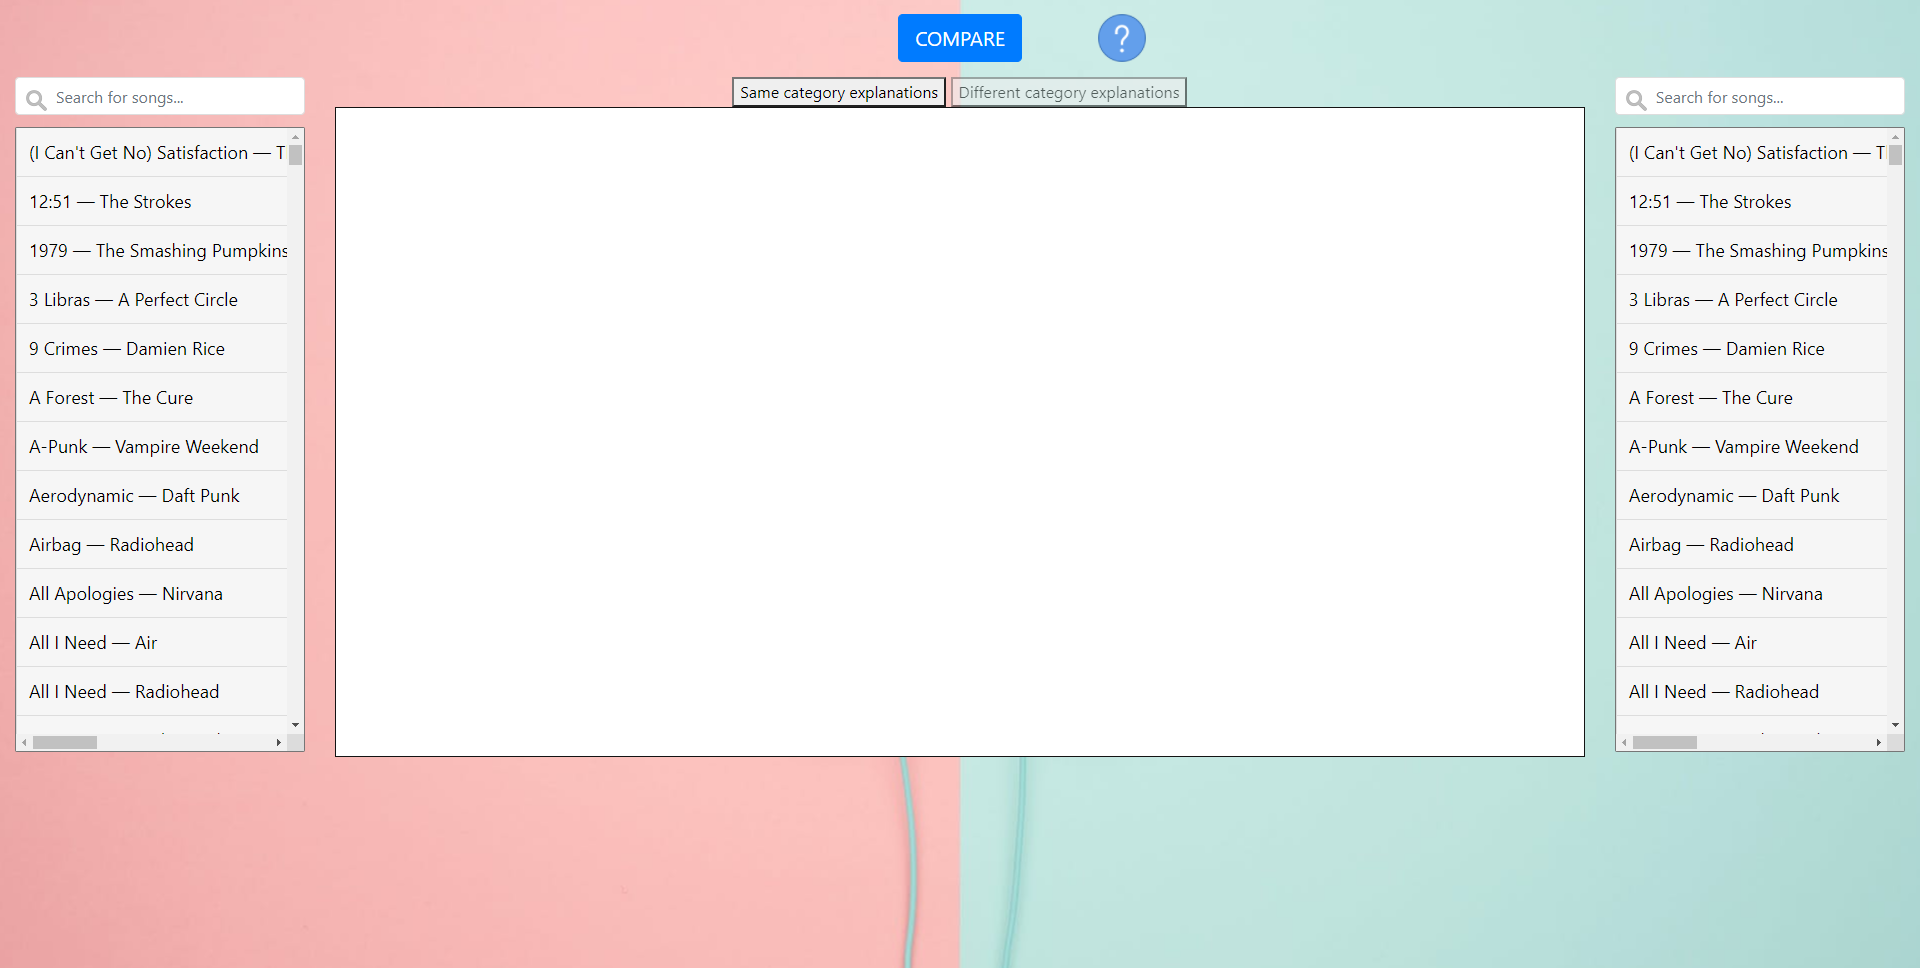 COMPARE
?
Same category explanations
Different category explanations
Search for songs...
(I Can't Get No) Satisfaction — T
12:51 — The Strokes
1979 — The Smashing Pumpkins
3 Libras — A Perfect Circle
9 Crimes — Damien Rice
A Forest — The Cure
A-Punk — Vampire Weekend
Aerodynamic — Daft Punk
Airbag — Radiohead
All Apologies — Nirvana
All I Need — Air
All I Need — Radiohead
Search for songs...
(I Can't Get No) Satisfaction — T
12:51 — The Strokes
1979 — The Smashing Pumpkins
3 Libras — A Perfect Circle
9 Crimes — Damien Rice
A Forest — The Cure
A-Punk — Vampire Weekend
Aerodynamic — Daft Punk
Airbag — Radiohead
All Apologies — Nirvana
All I Need — Air
All I Need — Radiohead